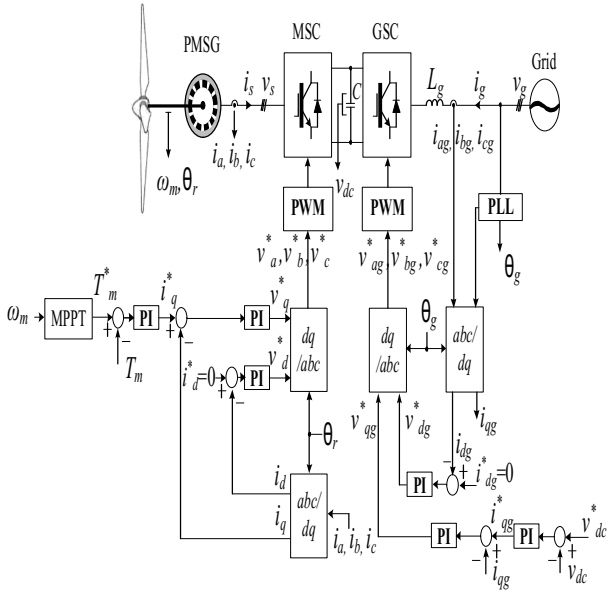 MSC GSC
PMSG Grid
i_s v_s C L_g i_g v_g
i_a, i_b, i_c
i_ag, i_bg, i_cg
ω_m, θ_r
v_dc
PWM PWM PLL
v*_a, v*_b, v*_c
v*_ag, v*_bg, v*_cg
θ_g
ω_m MPPT T*_m + − PI i*_q + − PI v*_q
T_m
dq /abc
dq /abc
θ_g
abc/ dq
i*_d=0 + − PI v*_d
v*_qg v*_dg i_dg i_qg
θ_r
i_d
i_q
abc/ dq
i_a, i_b, i_c
PI − + i*_dg=0
PI i*_qg + − PI + − v*_dc
i_qg v_dc